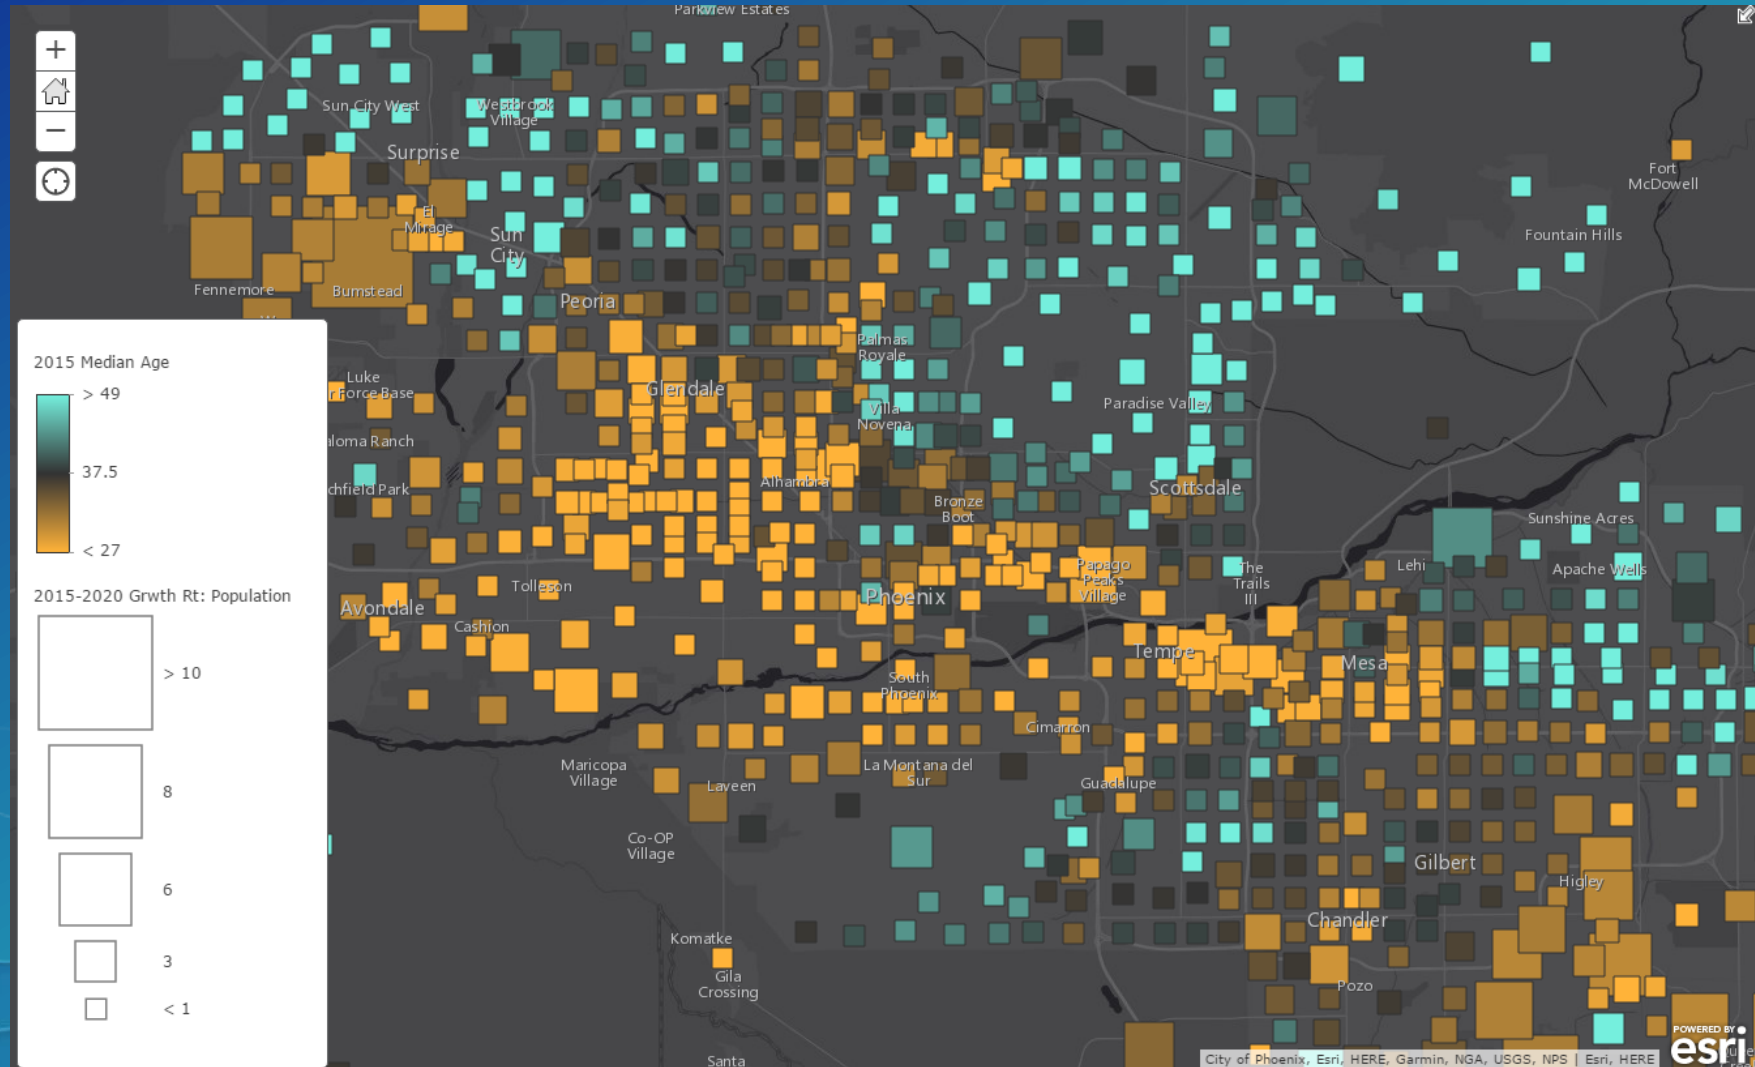 Parkview Estates
Sun City West
Westbrook
Village
Surprise
Fort
McDowell
El
Mirage
Sun
City
Fountain Hills
Fennemore
Bumstead
Peoria
Palmas
Royale
Luke
r Force Base
Glendale
Paradise Valley
Villa
Novena
aloma Ranch
Alhambra
chfield Park
Scottsdale
Bronze
Boot
Sunshine Acres
Lehi
Apache Wells
Papago
Peaks
Village
The
Trails
III
Tolleson
Phoenix
Avondale
Cashion
Tempe
Mesa
South
Phoenix
Cimarron
Maricopa
Village
La Montana del
Sur
Laveen
Guadalupe
Co-OP
Village
Gilbert
Higley
Chandler
Komatke
Gila
Crossing
Pozo
Santa
2015 Median Age
> 49
37.5
< 27
2015-2020 Grwth Rt: Population
> 10
8
6
3
< 1
POWERED BY
esri
City of Phoenix, Esri, HERE, Garmin, NGA, USGS, NPS | Esri, HERE